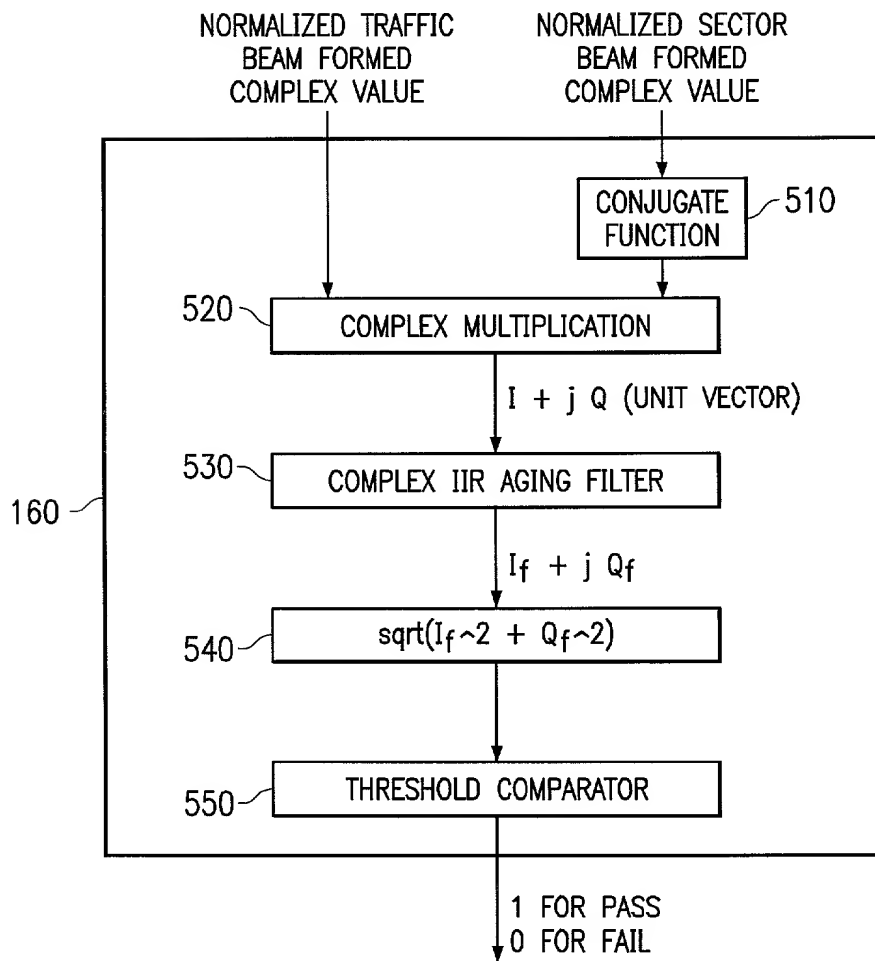 NORMALIZED TRAFFIC
BEAM FORMED
COMPLEX VALUE
NORMALIZED SECTOR
BEAM FORMED
COMPLEX VALUE
CONJUGATE
FUNCTION
510
520
COMPLEX MULTIPLICATION
I + j Q (UNIT VECTOR)
530
COMPLEX IIR AGING FILTER
160
If + j Qf
540
sqrt(If^2 + Qf^2)
550
THRESHOLD COMPARATOR
1 FOR PASS
0 FOR FAIL